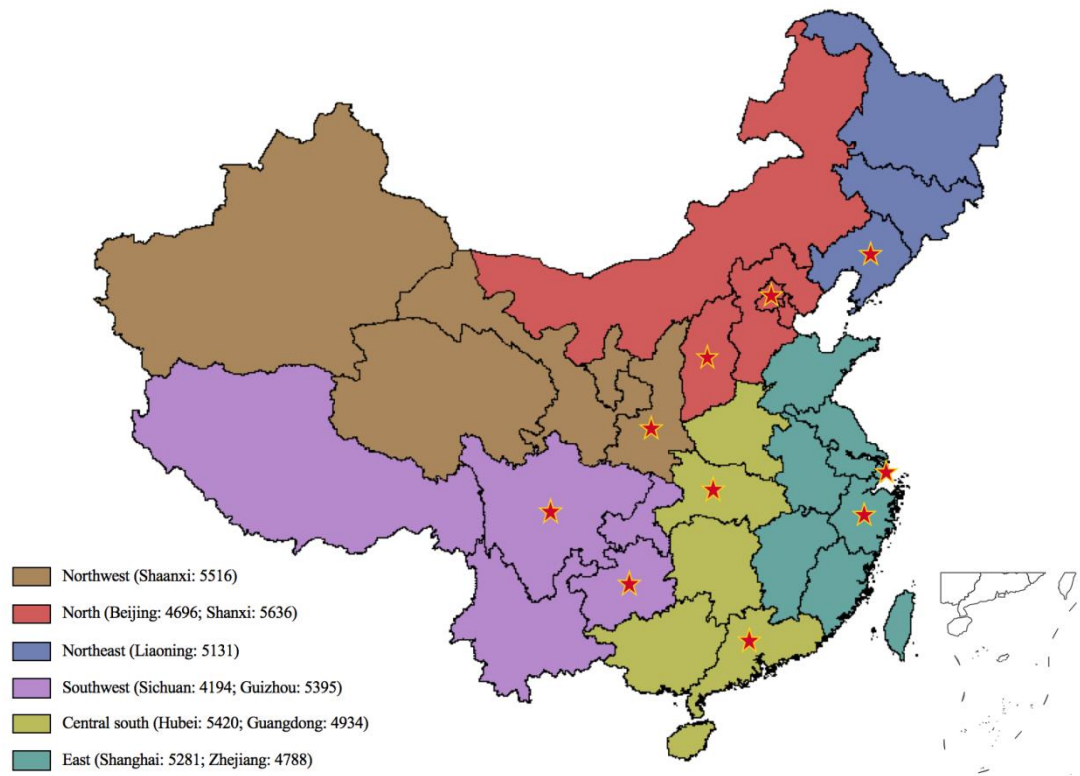 Northwest (Shaanxi: 5516)
North (Beijing: 4696; Shanxi: 5636)
Northeast (Liaoning: 5131)
Southwest (Sichuan: 4194; Guizhou: 5395)
Central south (Hubei: 5420; Guangdong: 4934)
East (Shanghai: 5281; Zhejiang: 4788)